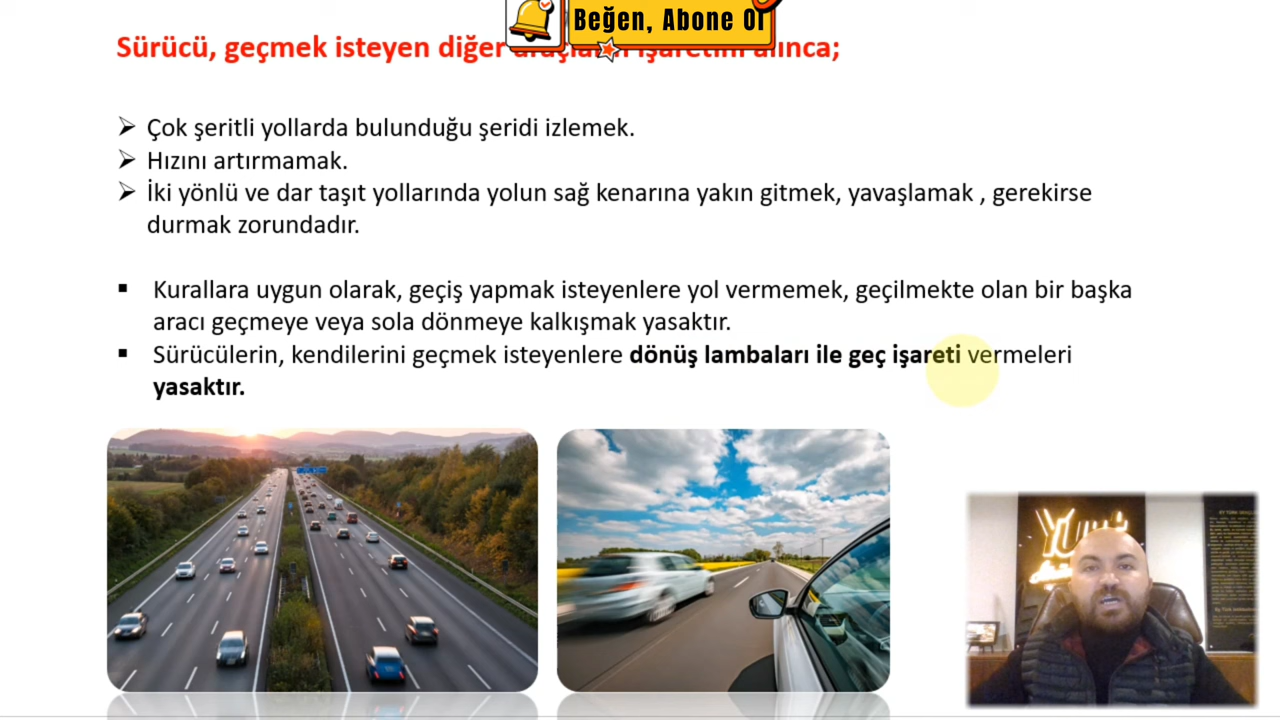 Beğen, Abone Ol
Sürücü, geçmek isteyen diğer araçların işaretini alınca;
Çok şeritli yollarda bulunduğu şeridi izlemek.
Hızını artırmamak.
İki yönlü ve dar taşıt yollarında yolun sağ kenarına yakın gitmek, yavaşlamak , gerekirse
durmak zorundadır.
Kurallara uygun olarak, geçiş yapmak isteyenlere yol vermemek, geçilmekte olan bir başka
aracı geçmeye veya sola dönmeye kalkışmak yasaktır.
Sürücülerin, kendilerini geçmek isteyenlere dönüş lambaları ile geç işareti vermeleri
yasaktır.